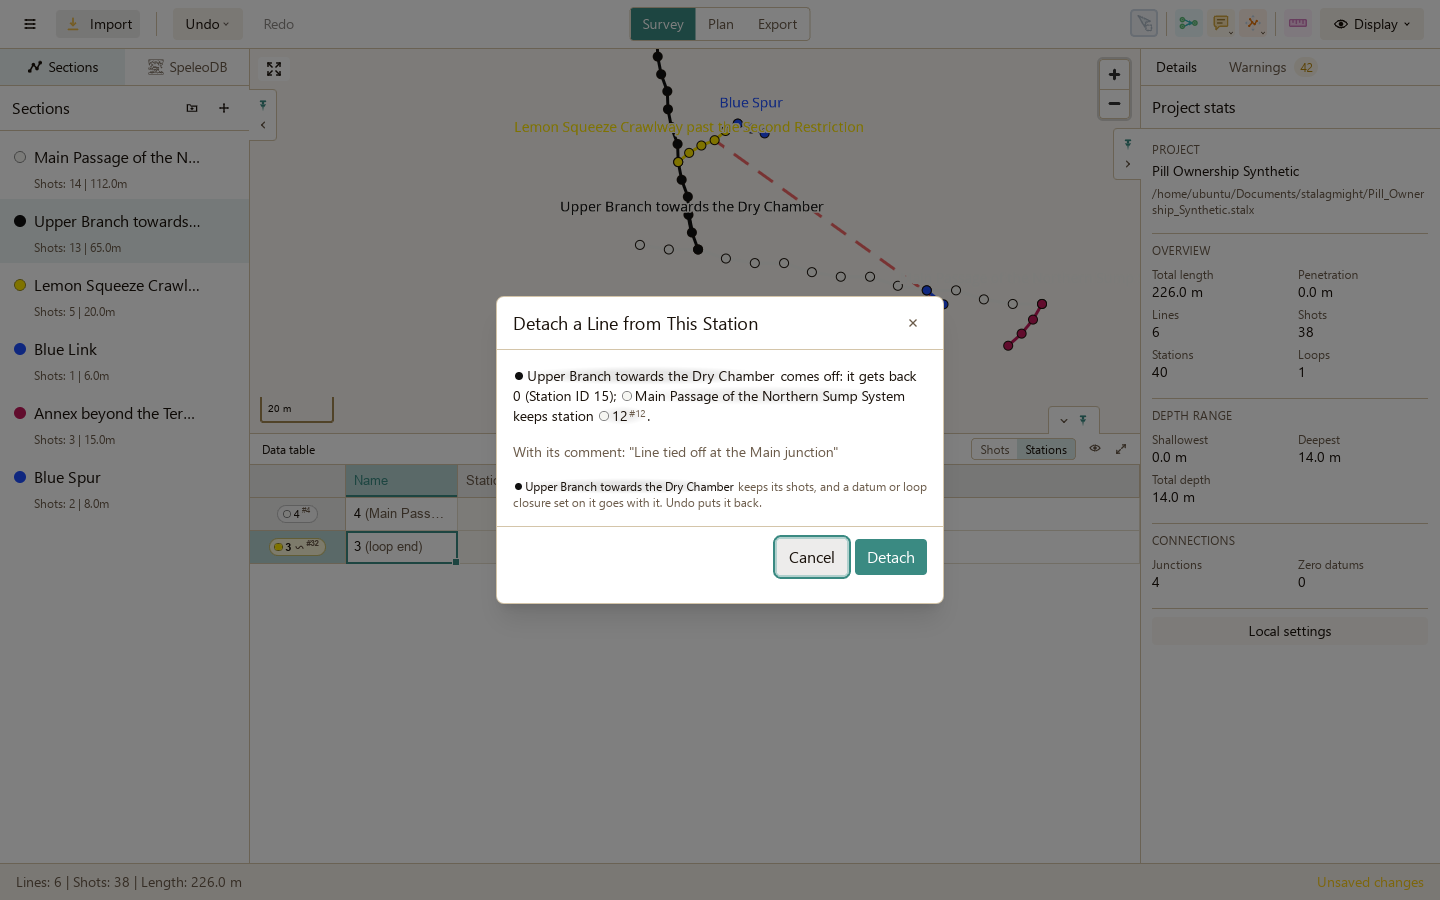 Import
Undo
Redo
Survey
Plan
Export
Display
Sections
SpeleoDB
Sections
Main Passage of the N...
Shots: 14 | 112.0m
Upper Branch towards...
Shots: 13 | 65.0m
Lemon Squeeze Crawl...
Shots: 5 | 20.0m
Blue Link
Shots: 1 | 6.0m
Annex beyond the Ter...
Shots: 3 | 15.0m
Blue Spur
Shots: 2 | 8.0m
Blue Spur
Lemon Squeeze Crawlway past the Second Restriction
Upper Branch towards the Dry Chamber
20 m
Data table
Shots
Stations
Name
4 #4
4 (Main Pass...
3 #32
3 (loop end)
Detach a Line from This Station
Upper Branch towards the Dry Chamber comes off: it gets back
0 (Station ID 15); Main Passage of the Northern Sump System
keeps station 12 #12.
With its comment: "Line tied off at the Main junction"
Upper Branch towards the Dry Chamber keeps its shots, and a datum or loop
closure set on it goes with it. Undo puts it back.
Cancel
Detach
Details
Warnings 42
Project stats
PROJECT
Pill Ownership Synthetic
/home/ubuntu/Documents/stalagmight/Pill_Owner
ship_Synthetic.stalx
OVERVIEW
Total length
Penetration
226.0 m
0.0 m
Lines
Shots
6
38
Stations
Loops
40
1
DEPTH RANGE
Shallowest
Deepest
0.0 m
14.0 m
Total depth
14.0 m
CONNECTIONS
Junctions
Zero datums
4
0
Local settings
Lines: 6 | Shots: 38 | Length: 226.0 m
Unsaved changes